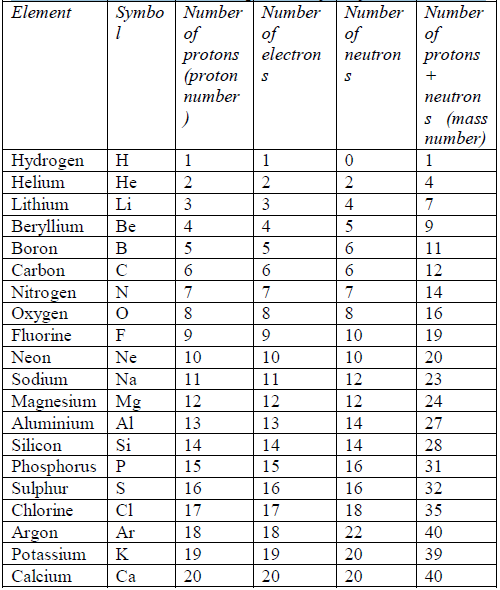 Element Symbo Number Number Number Number
l of of of of
protons electron neutron protons
(proton s s +
number neutron
) s (mass
number)
Hydrogen H 1 1 0 1
Helium He 2 2 2 4
Lithium Li 3 3 4 7
Beryllium Be 4 4 5 9
Boron B 5 5 6 11
Carbon C 6 6 6 12
Nitrogen N 7 7 7 14
Oxygen O 8 8 8 16
Fluorine F 9 9 10 19
Neon Ne 10 10 10 20
Sodium Na 11 11 12 23
Magnesium Mg 12 12 12 24
Aluminium Al 13 13 14 27
Silicon Si 14 14 14 28
Phosphorus P 15 15 16 31
Sulphur S 16 16 16 32
Chlorine Cl 17 17 18 35
Argon Ar 18 18 22 40
Potassium K 19 19 20 39
Calcium Ca 20 20 20 40